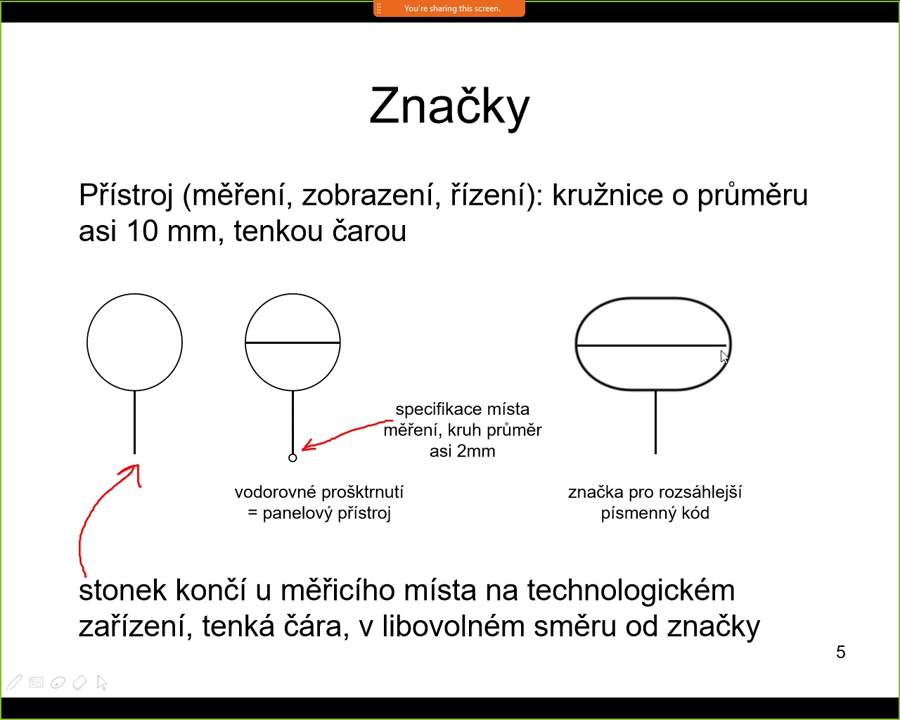 You're sharing this screen.
Značky
Přístroj (měření, zobrazení, řízení): kružnice o průměru
asi 10 mm, tenkou čarou
specifikace místa
měření, kruh průměr
asi 2mm
vodorovné prošktrnutí
= panelový přístroj
značka pro rozsáhlejší
písmenný kód
stonek končí u měřicího místa na technologickém
zařízení, tenká čára, v libovolném směru od značky
5